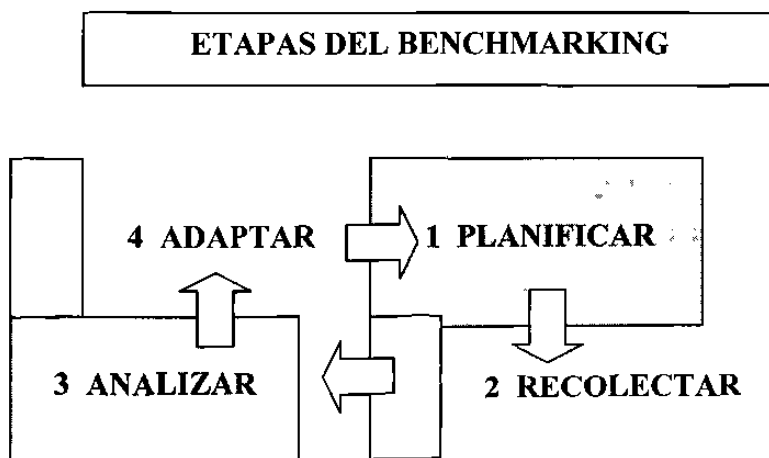 ETAPAS DEL BENCHMARKING
4 ADAPTAR
1 PLANIFICAR
3 ANALIZAR
2 RECOLECTAR